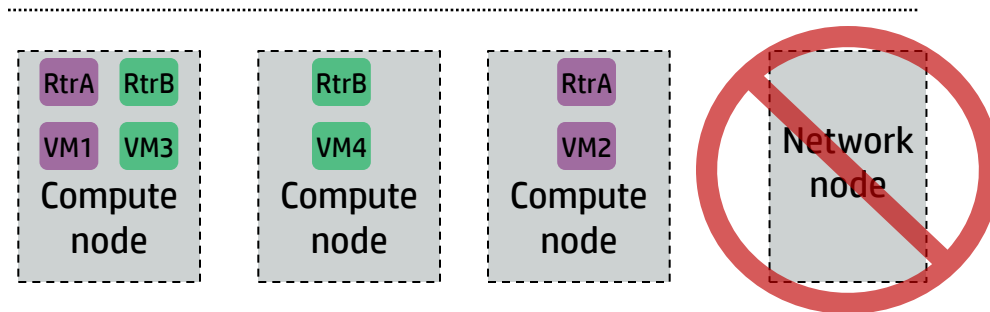 RtrA RtrB
VM1 VM3
Compute
node
RtrB
VM4
Compute
node
RtrA
VM2
Compute
node
Network
node